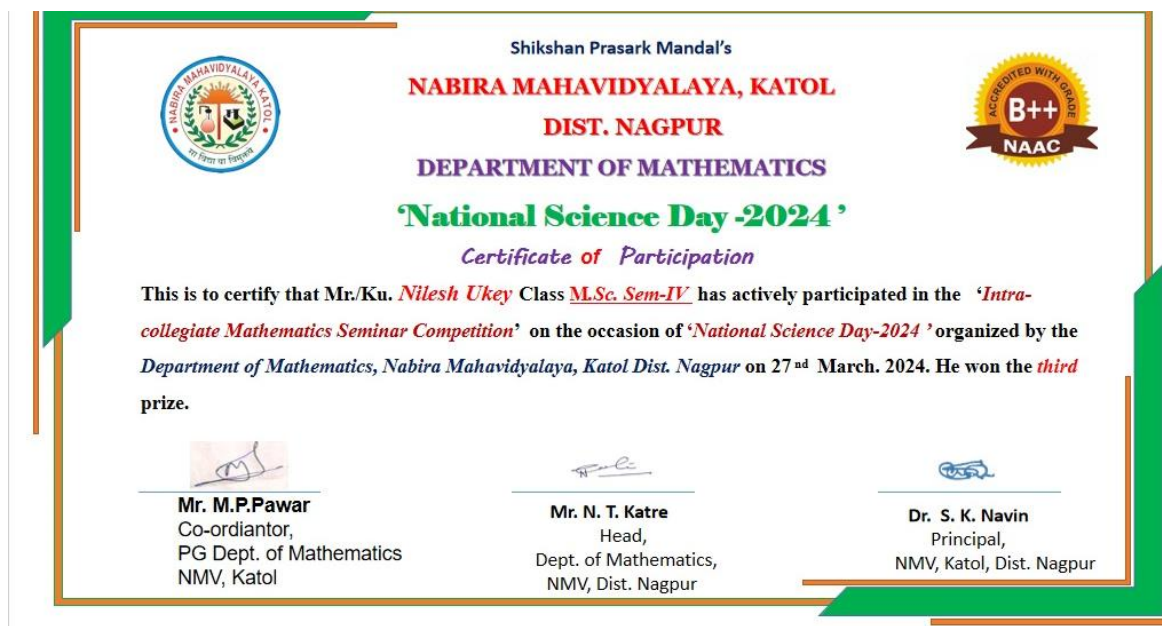 Shikshan Prasark Mandal's
NABIRA MAHAVIDYALAYA, KATOL
DIST. NAGPUR
DEPARTMENT OF MATHEMATICS
'National Science Day -2024 '
Certificate of Participation
NABIRA MAHAVIDYALAYA KATOL
सा विद्या या विमुक्तये
ACCREDITED WITH GRADE
B++
NAAC
This is to certify that Mr./Ku. Nilesh Ukey Class M.Sc. Sem-IV has actively participated in the 'Intra-
collegiate Mathematics Seminar Competition' on the occasion of 'National Science Day-2024 ' organized by the
Department of Mathematics, Nabira Mahavidyalaya, Katol Dist. Nagpur on 27 nd March. 2024. He won the third
prize.
Mr. M.P.Pawar
Co-ordiantor,
PG Dept. of Mathematics
NMV, Katol
Mr. N. T. Katre
Head,
Dept. of Mathematics,
NMV, Dist. Nagpur
Dr. S. K. Navin
Principal,
NMV, Katol, Dist. Nagpur